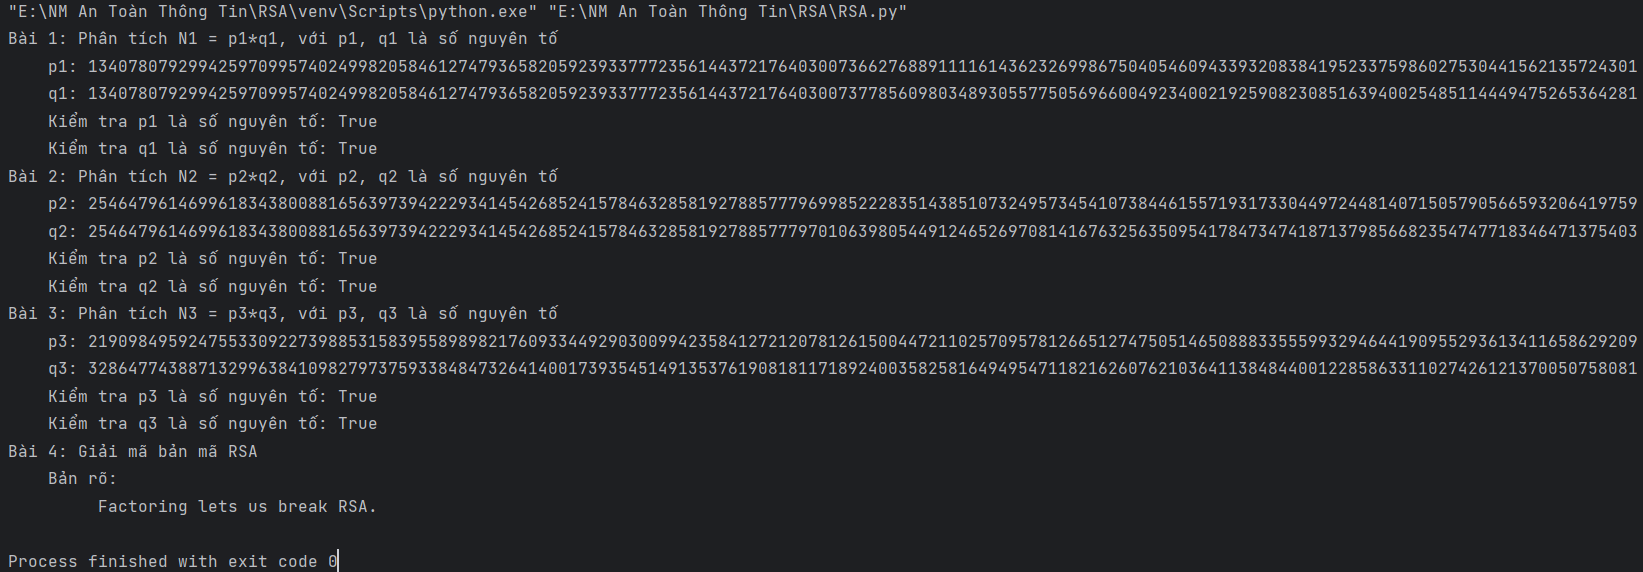 "E:\NM An Toàn Thông Tin\RSA\venv\Scripts\python.exe" "E:\NM An Toàn Thông Tin\RSA\RSA.py"
Bài 1: Phân tích N1 = p1*q1, với p1, q1 là số nguyên tố
p1: 13407807929942597099574024998205846127479365820592393377723561443721764030073662768891111614362326998675040546094339320838419523375986027530441562135724301
q1: 13407807929942597099574024998205846127479365820592393377723561443721764030073778560980348930557750569660049234002192590823085163940025485114449475265364281
Kiểm tra p1 là số nguyên tố: True
Kiểm tra q1 là số nguyên tố: True
Bài 2: Phân tích N2 = p2*q2, với p2, q2 là số nguyên tố
p2: 25464796146996183438008816563973942229341454268524157846328581927885777969985222835143851073249573454107384461557193173304497244814071505790566593206419759
q2: 25464796146996183438008816563973942229341454268524157846328581927885777970106398054491246526970814167632563509541784734741871379856682354747718346471375403
Kiểm tra p2 là số nguyên tố: True
Kiểm tra q2 là số nguyên tố: True
Bài 3: Phân tích N3 = p3*q3, với p3, q3 là số nguyên tố
p3: 21909849592475533092273988531583955898982176093344929030099423584127212078126150044721102570957812665127475051465088833555993294644190955293613411658629209
q3: 32864774388713299638410982797375933848473264140017393545149135376190818117189240035825816494954711821626076210364113848440012285863311027426121370050758081
Kiểm tra p3 là số nguyên tố: True
Kiểm tra q3 là số nguyên tố: True
Bài 4: Giải mã bản mã RSA
Bản rõ:
Factoring lets us break RSA.
Process finished with exit code 0